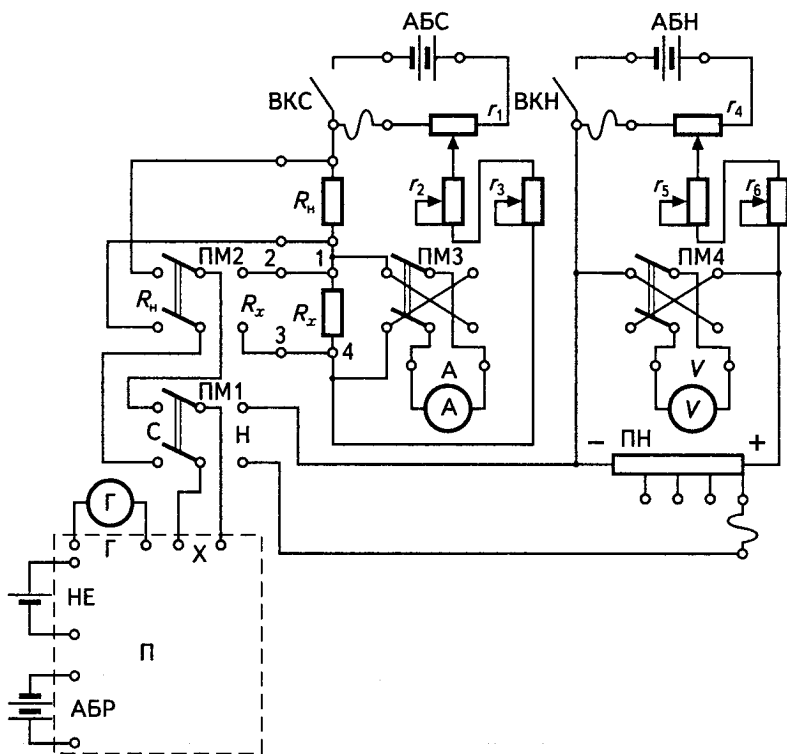 АБС АБН
ВКС r1 ВКН r4
r2 r3 r5 r6
Rн
ПМ2 2 1 ПМ3 ПМ4
Rн Rx Rx
3 4
А V
ПМ1 А V
С Н − ПН +
Г
Г Х
НЕ
П
АБР